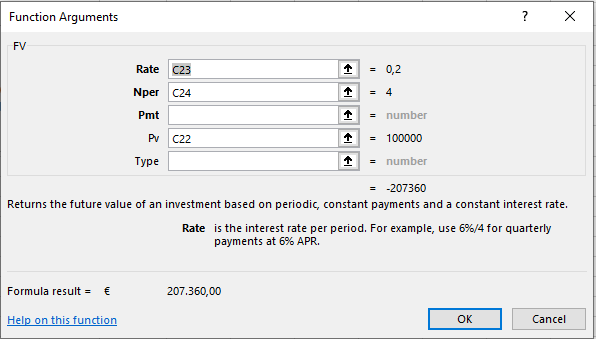 Function Arguments ? ×
FV
Rate C23 = 0,2
Nper C24 = 4
Pmt = number
Pv C22 = 100000
Type = number
= -207360
Returns the future value of an investment based on periodic, constant payments and a constant interest rate.
Rate is the interest rate per period. For example, use 6%/4 for quarterly
payments at 6% APR.
Formula result = € 207.360,00
Help on this function OK Cancel